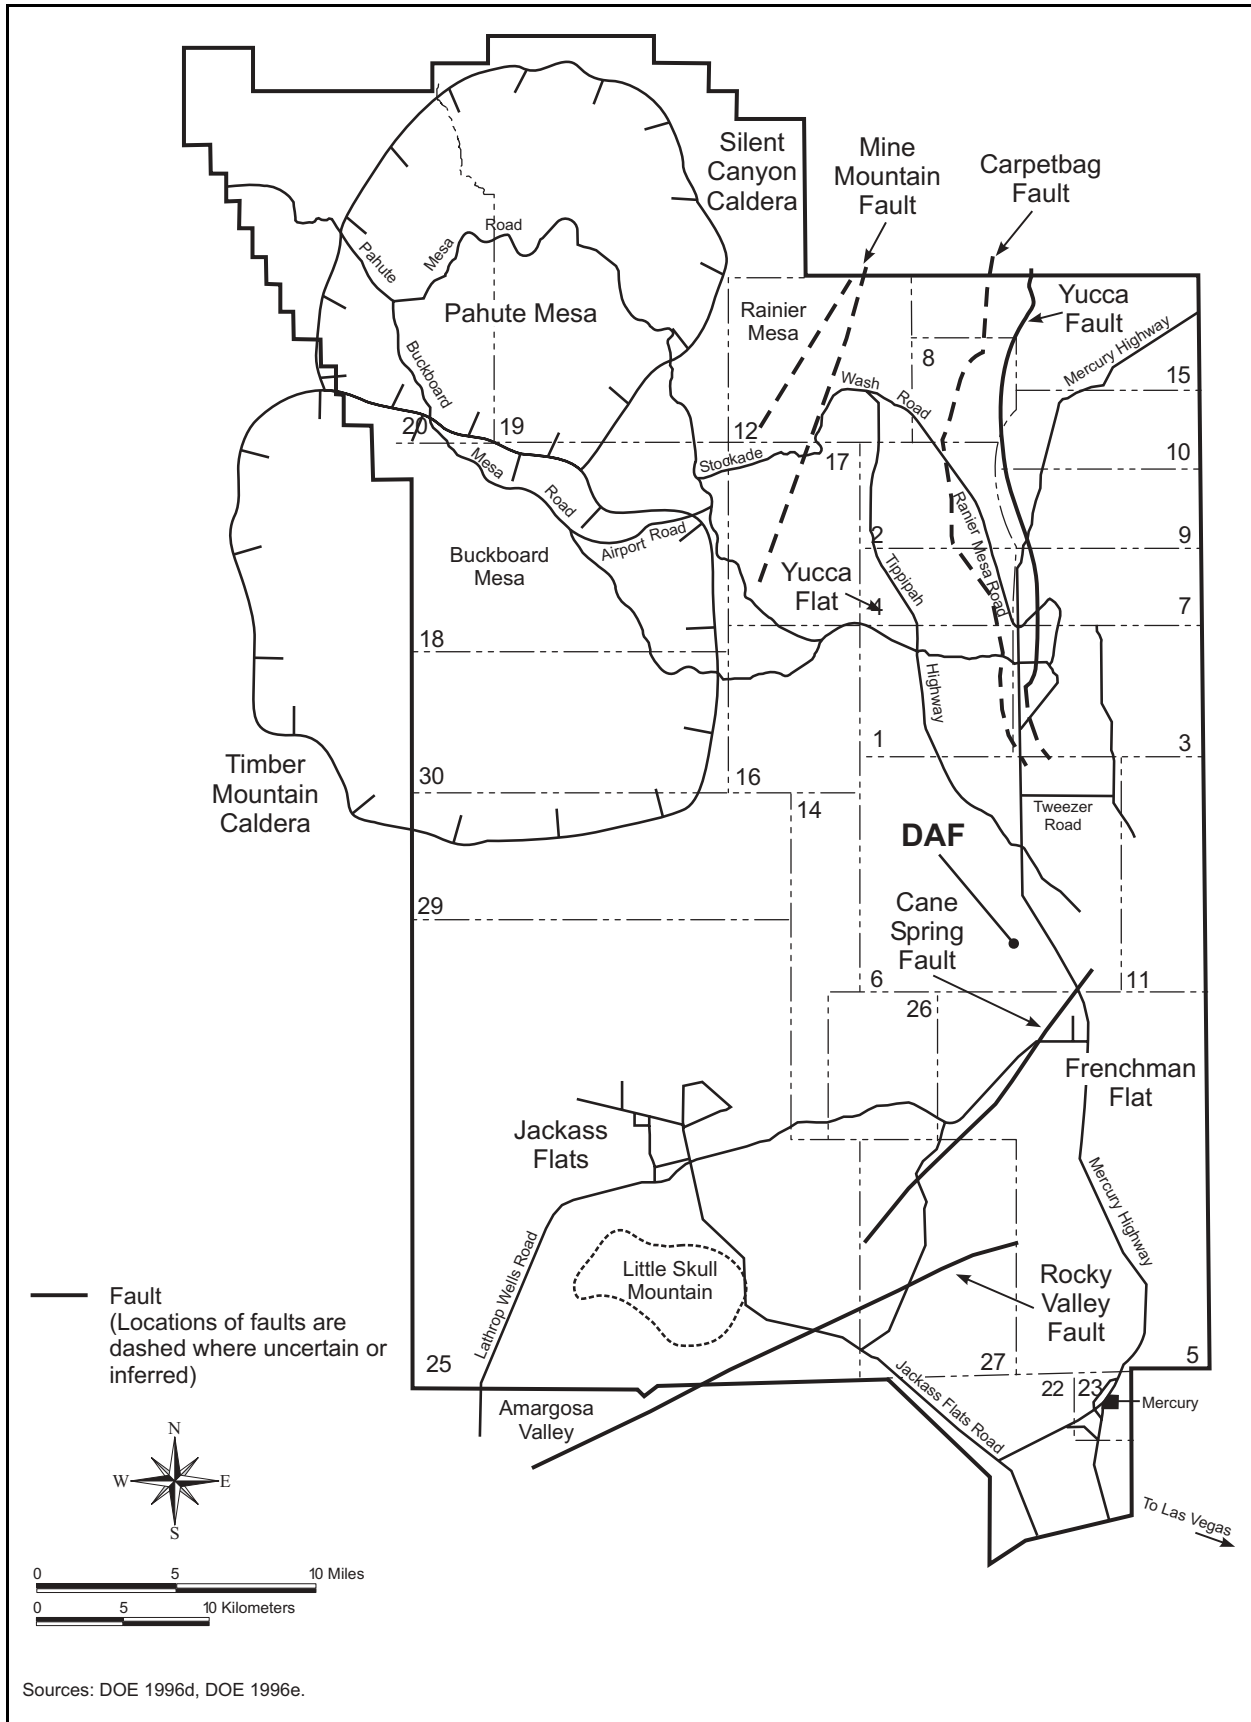 Silent
Canyon
Caldera
Mine
Mountain
Fault
Carpetbag
Fault
Pahute
Mesa
Road
Pahute Mesa
Rainier
Mesa
Yucca
Fault
Mercury Highway
8
15
Buckboard
Mesa
Road
Wash
Road
20
19
12
Stockade
17
10
Airport Road
Buckboard
Mesa
Ranier Mesa Road
2
9
Yucca
Flat
Tippipah
Highway
4
7
18
1
3
Timber
Mountain
Caldera
30
16
14
Tweezer
Road
DAF
29
Cane
Spring
Fault
6
11
26
Frenchman
Flat
Jackass
Flats
Mercury Highway
Lathrop Wells Road
Little Skull
Mountain
Rocky
Valley
Fault
Fault
(Locations of faults are
dashed where uncertain or
inferred)
25
27
5
22
23
Mercury
Jackass Flats Road
Amargosa
Valley
N
W
E
S
To Las Vegas
0 5 10 Miles
0 5 10 Kilometers
Sources: DOE 1996d, DOE 1996e.